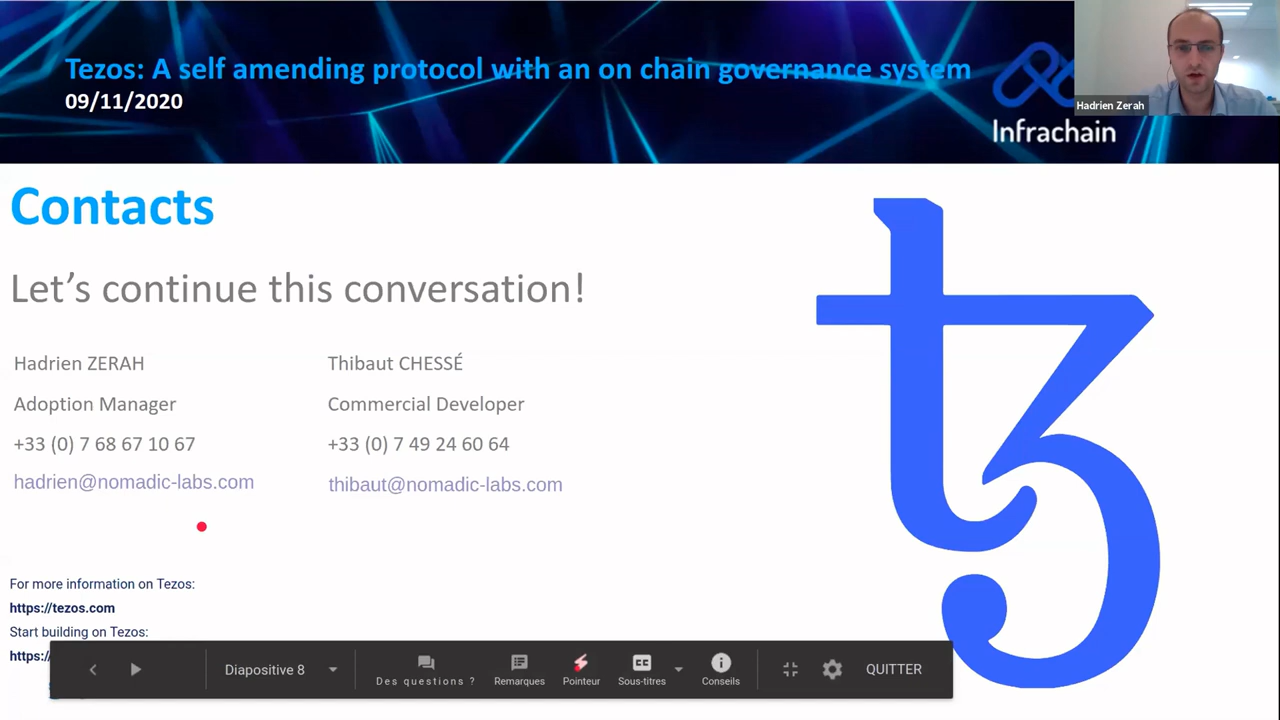 Tezos: A self amending protocol with an on chain governance system
09/11/2020
Infrachain
Hadrien Zerah
Contacts
Let's continue this conversation!
Hadrien ZERAH
Adoption Manager
+33 (0) 7 68 67 10 67
hadrien@nomadic-labs.com
Thibaut CHESSÉ
Commercial Developer
+33 (0) 7 49 24 60 64
thibaut@nomadic-labs.com
For more information on Tezos:
https://tezos.com
Start building on Tezos:
https:/
Diapositive 8
Des questions ?
Remarques
Pointeur
CC
Sous-titres
Conseils
QUITTER